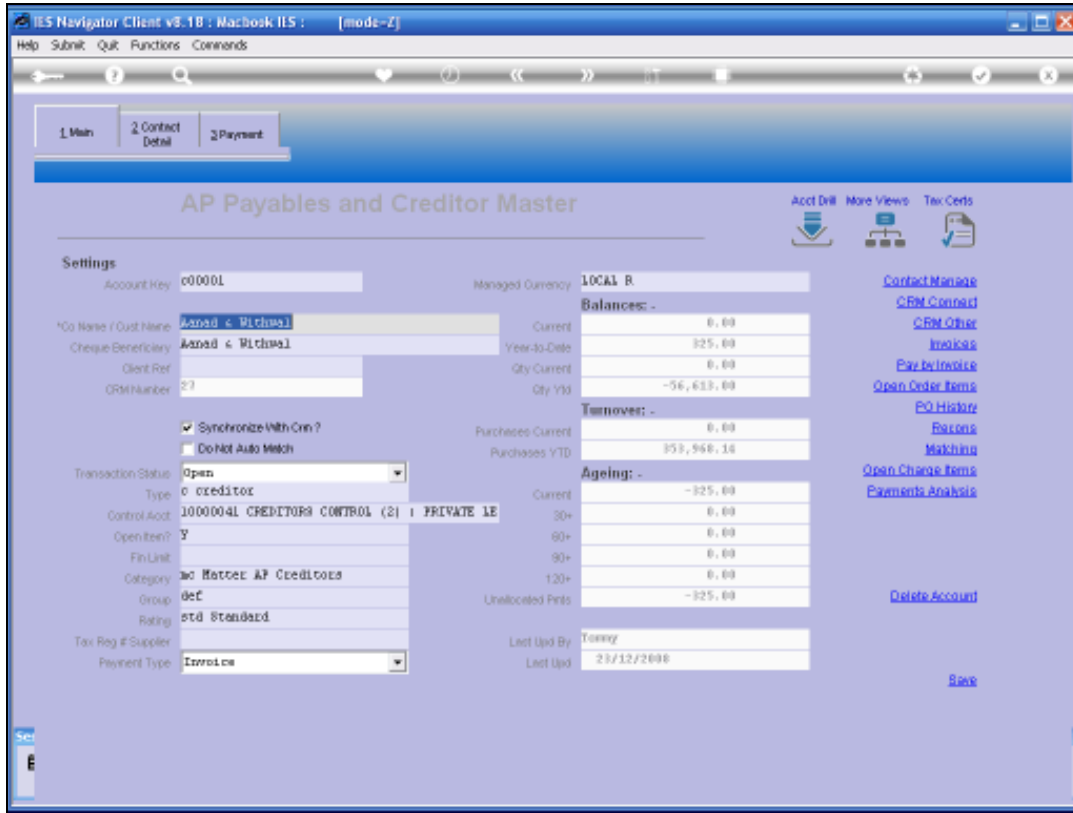 IES Navigator Client v8.18 : Macbook IES : [mode-Z]
Help Submit Quit Functions Commands
1 Main
2 Contact Detail
3 Payment
AP Payables and Creditor Master
Acct Drill More Views Tax Certs
Settings
Account Key c00001 Managed Currency LOCAL R
Balances: -
*Co Name / Cust Name Aanad & Withwal Current 0.00
Cheque Beneficiary Aanad & Withwal Year-to-Date 325.00
Client Ref Qty Current 0.00
CRM Number 27 Qty Ytd -56,613.00
Turnover: -
Synchronize With Crm ? Purchases Current 0.00
Do Not Auto Match Purchases YTD 353,968.14
Transaction Status Open Ageing: -
Type c creditor Current -325.00
Control Acct 10000041 CREDITORS CONTROL (2) : PRIVATE LE 30+ 0.00
Open Item? Y 60+ 0.00
Fin Limit 90+ 0.00
Category mc Matter AP Creditors 120+ 0.00
Group def Unallocated Pmts -325.00
Rating std Standard
Tax Reg # Supplier Last Upd By Tommy
Payment Type Invoice Last Upd 23/12/2008
Contact Manage
CRM Connect
CRM Other
Invoices
Pay by Invoice
Open Order Items
PO History
Recons
Matching
Open Charge Items
Payments Analysis
Delete Account
Save